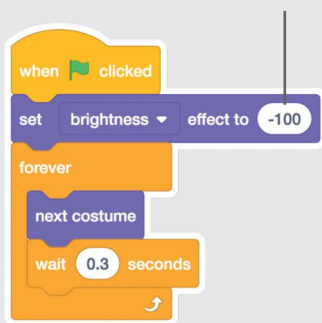 when clicked
set brightness effect to -100
forever
next costume
wait 0.3 seconds